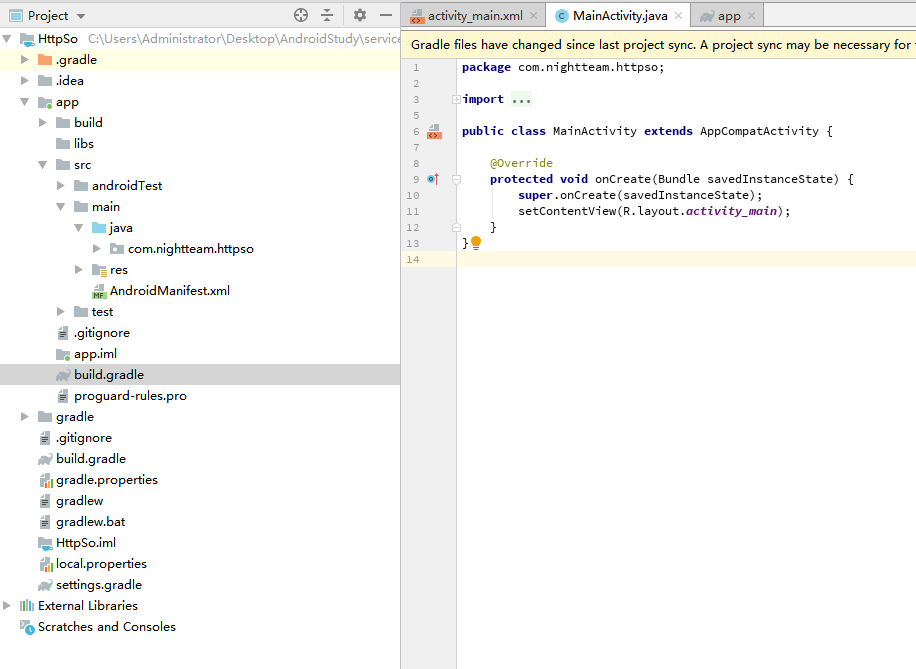 Project
HttpSo C:\Users\Administrator\Desktop\AndroidStudy\service
.gradle
.idea
app
build
libs
src
androidTest
main
java
com.nightteam.httpso
res
AndroidManifest.xml
test
.gitignore
app.iml
build.gradle
proguard-rules.pro
gradle
.gitignore
build.gradle
gradle.properties
gradlew
gradlew.bat
HttpSo.iml
local.properties
settings.gradle
External Libraries
Scratches and Consoles
activity_main.xml MainActivity.java app
Gradle files have changed since last project sync. A project sync may be necessary for
1 package com.nightteam.httpso;
2
3 import ...
5
6 public class MainActivity extends AppCompatActivity {
7
8 @Override
9 protected void onCreate(Bundle savedInstanceState) {
10 super.onCreate(savedInstanceState);
11 setContentView(R.layout.activity_main);
12 }
13 }
14